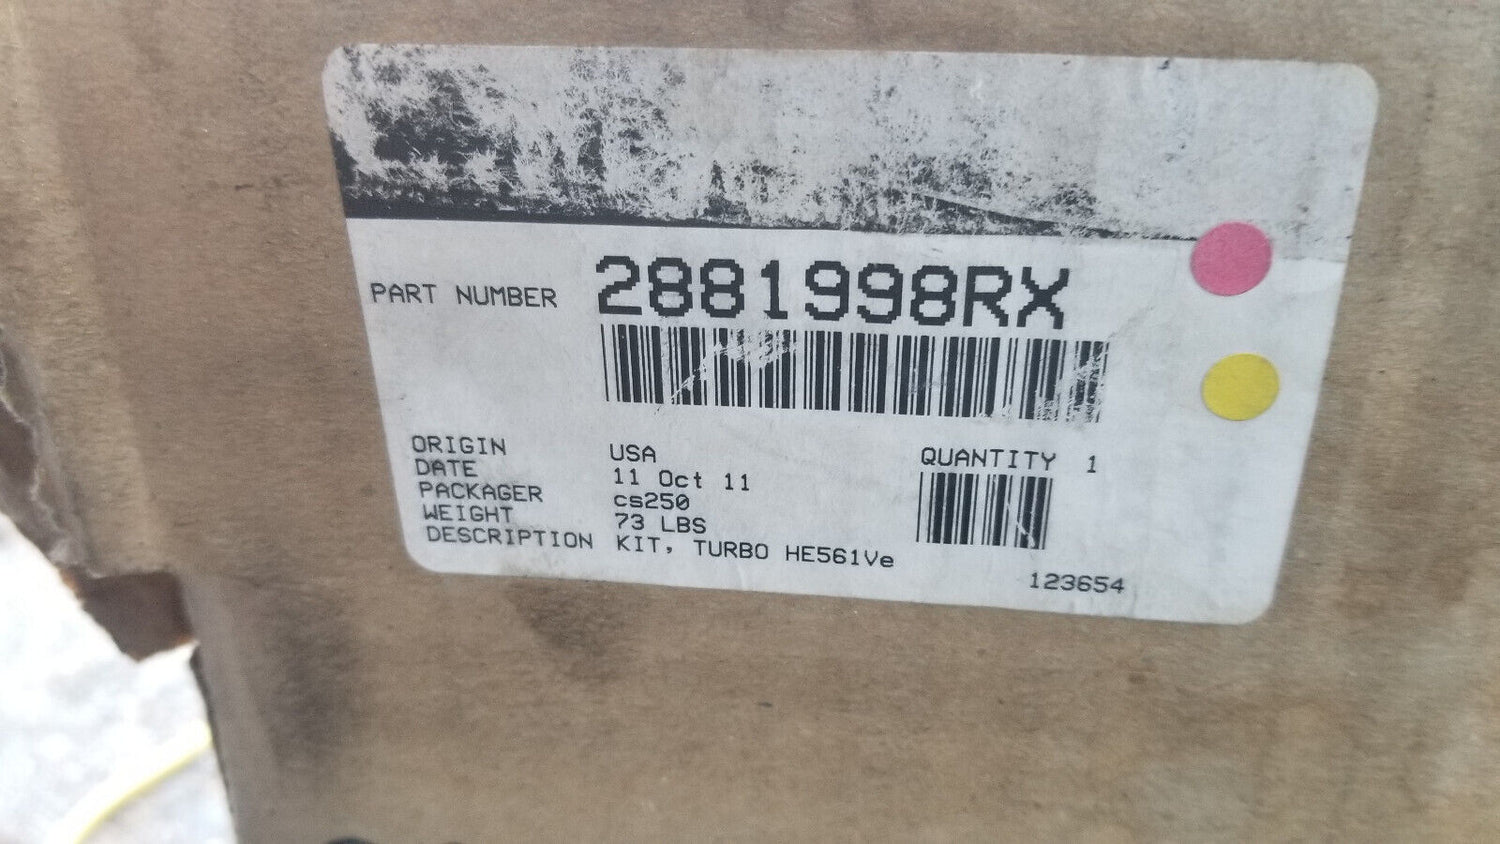 PART NUMBER 2881998RX
ORIGIN USA
DATE 11 Oct 11
PACKAGER cs250
WEIGHT 73 LBS
DESCRIPTION KIT, TURBO HE561Ve
QUANTITY 1
123654